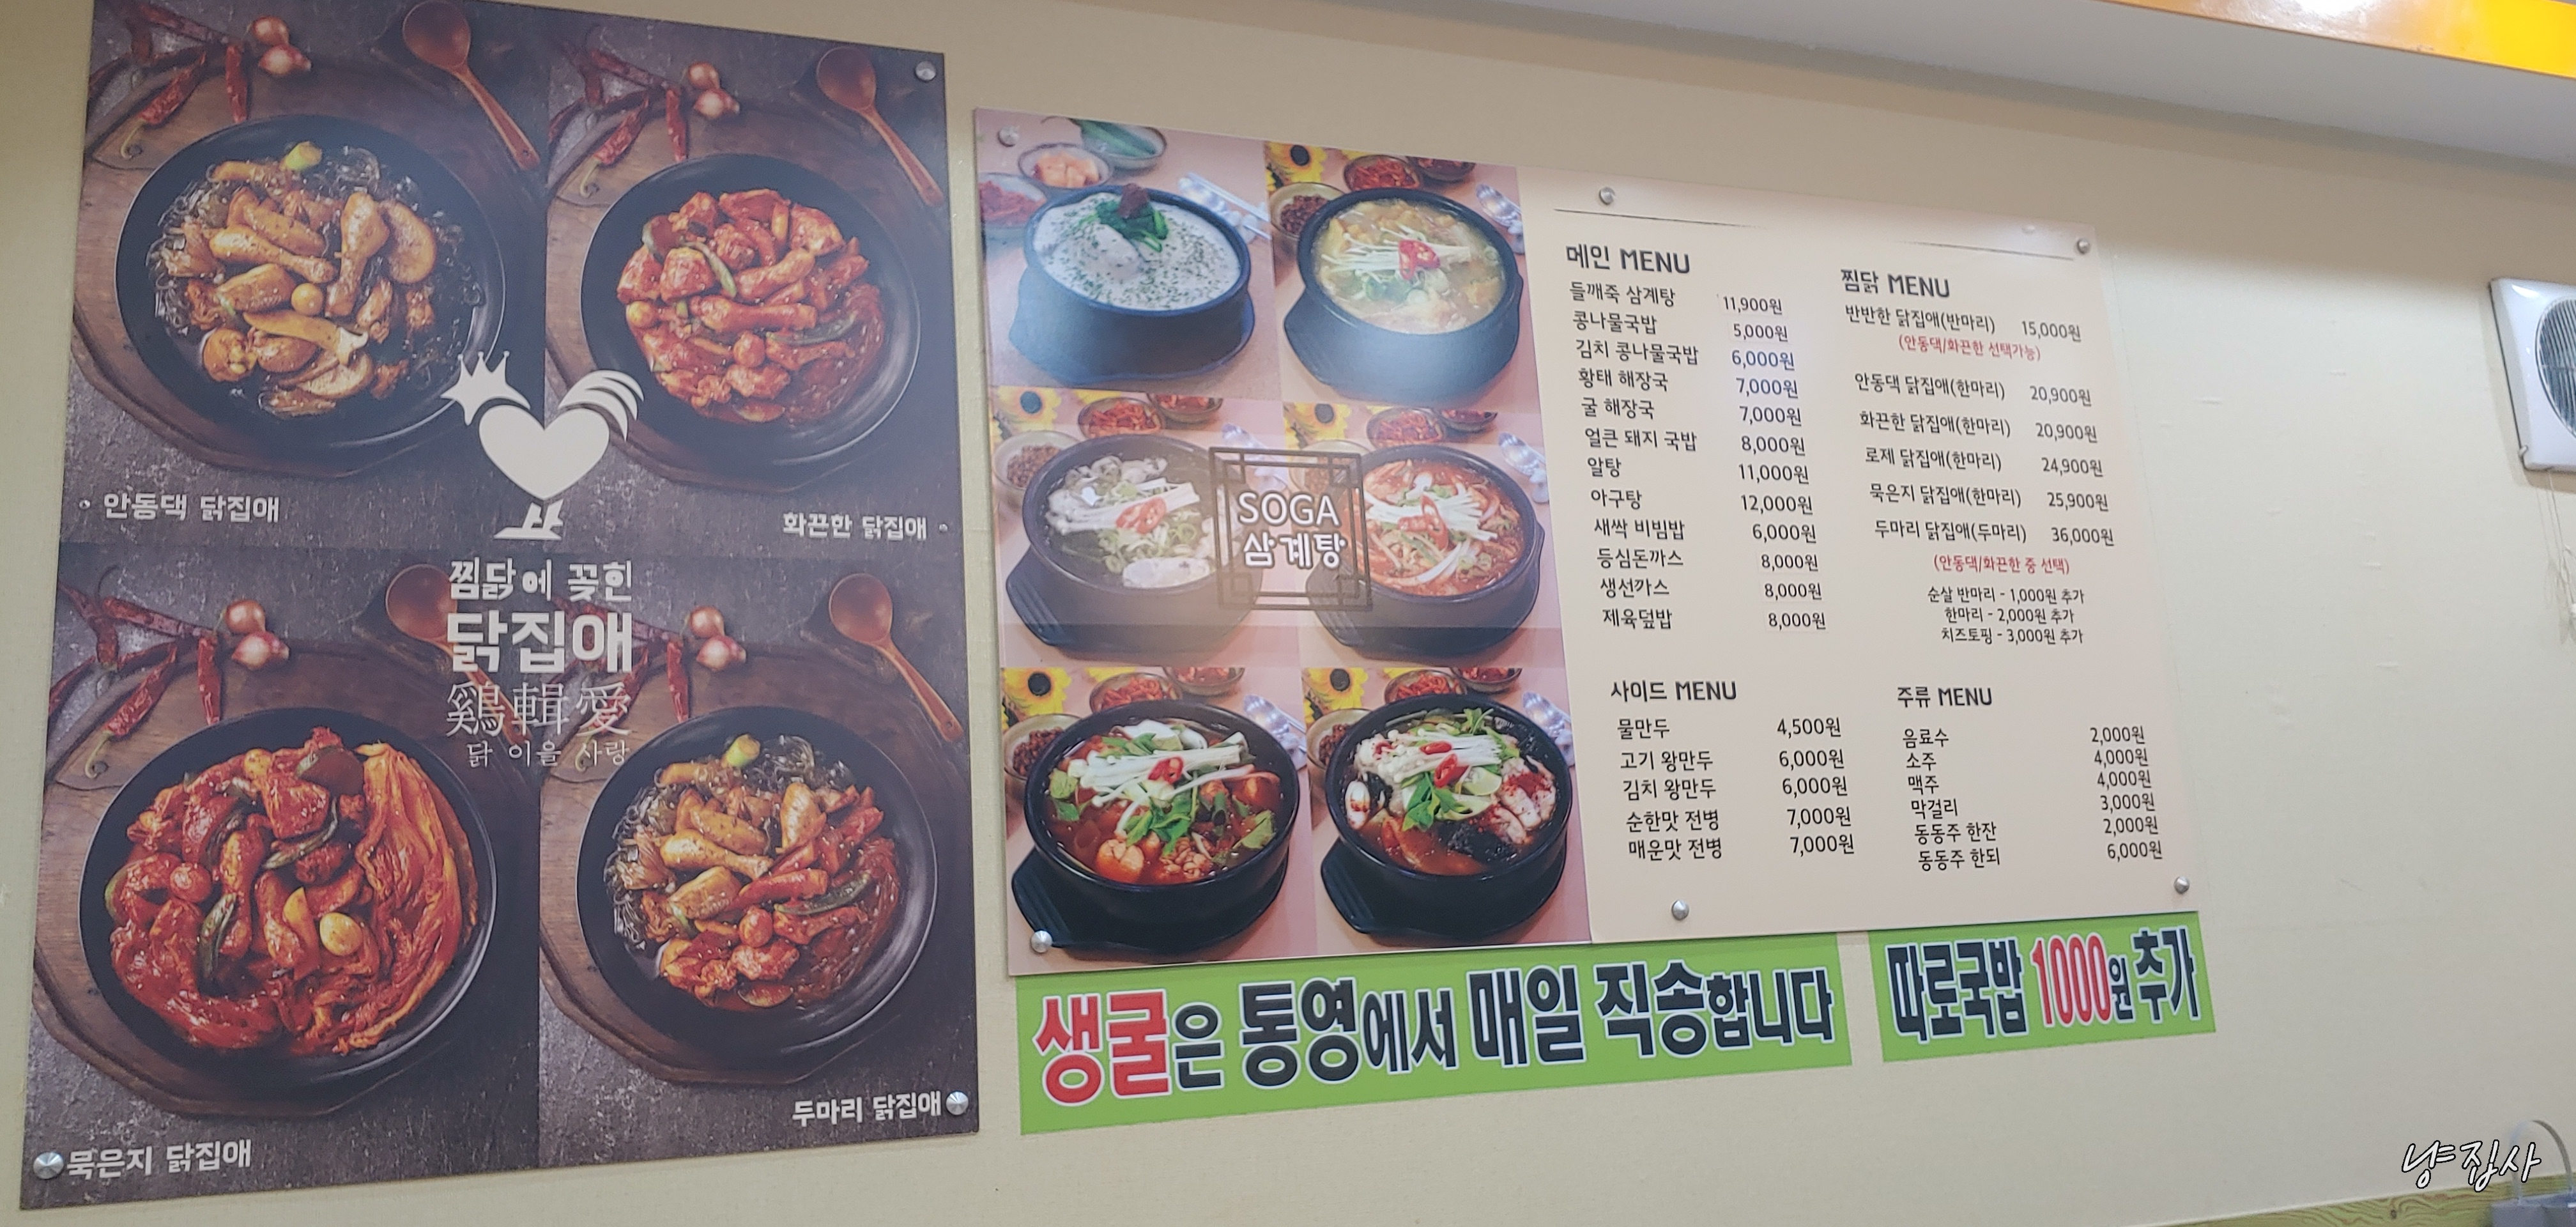 안동댁 닭집애
화끈한 닭집애
찜닭에 꽂힌
닭집애
鷄輯愛
닭 이을 사랑
묵은지 닭집애
두마리 닭집애
SOGA
삼계탕
메인 MENU
들깨죽 삼계탕 11,900원
콩나물국밥 5,000원
김치 콩나물국밥 6,000원
황태 해장국 7,000원
굴 해장국 7,000원
얼큰 돼지 국밥 8,000원
알탕 11,000원
아구탕 12,000원
새싹 비빔밥 6,000원
등심돈까스 8,000원
생선까스 8,000원
제육덮밥 8,000원
찜닭 MENU
반반한 닭집애(반마리) 15,000원
(안동댁/화끈한 선택가능)
안동댁 닭집애(한마리) 20,900원
화끈한 닭집애(한마리) 20,900원
로제 닭집애(한마리) 24,900원
묵은지 닭집애(한마리) 25,900원
두마리 닭집애(두마리) 36,000원
(안동댁/화끈한 중 선택)
순살 반마리 - 1,000원 추가
한마리 - 2,000원 추가
치즈토핑 - 3,000원 추가
사이드 MENU
물만두 4,500원
고기 왕만두 6,000원
김치 왕만두 6,000원
순한맛 전병 7,000원
매운맛 전병 7,000원
주류 MENU
음료수 2,000원
소주 4,000원
맥주 4,000원
막걸리 3,000원
동동주 한잔 2,000원
동동주 한되 6,000원
생굴은 통영에서 매일 직송합니다
따로국밥 1000원 추가
냥집사